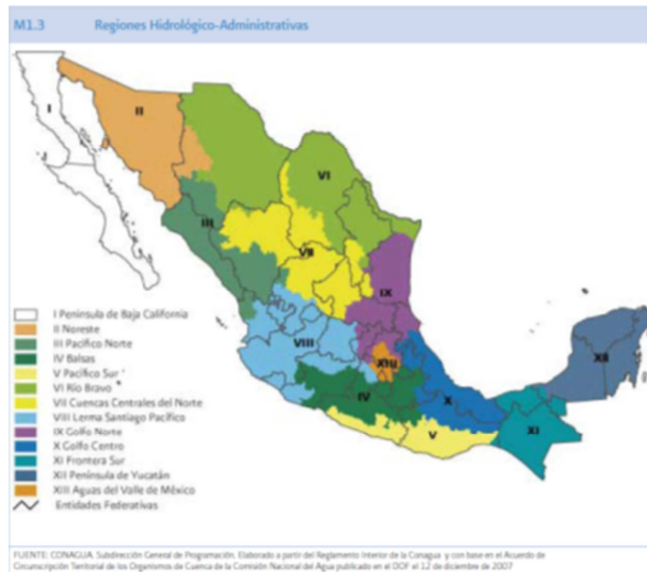 M1.3 Regiones Hidrológico-Administrativas
I
II
VI
III
VII
IX
VIII
XIII
XII
IV
X
V
XI
I Península de Baja California
II Noreste
III Pacífico Norte
IV Balsas
V Pacífico Sur
VI Río Bravo
VII Cuencas Centrales del Norte
VIII Lerma Santiago Pacífico
IX Golfo Norte
X Golfo Centro
XI Frontera Sur
XII Península de Yucatán
XIII Aguas del Valle de México
Entidades Federativas
FUENTE: CONAGUA. Subdirección General de Programación. Elaborado a partir del Reglamento Interior de la Conagua y con base en el Acuerdo de
Circunscripción Territorial de los Organismos de Cuenca de la Comisión Nacional del Agua publicado en el DOF el 12 de diciembre de 2007